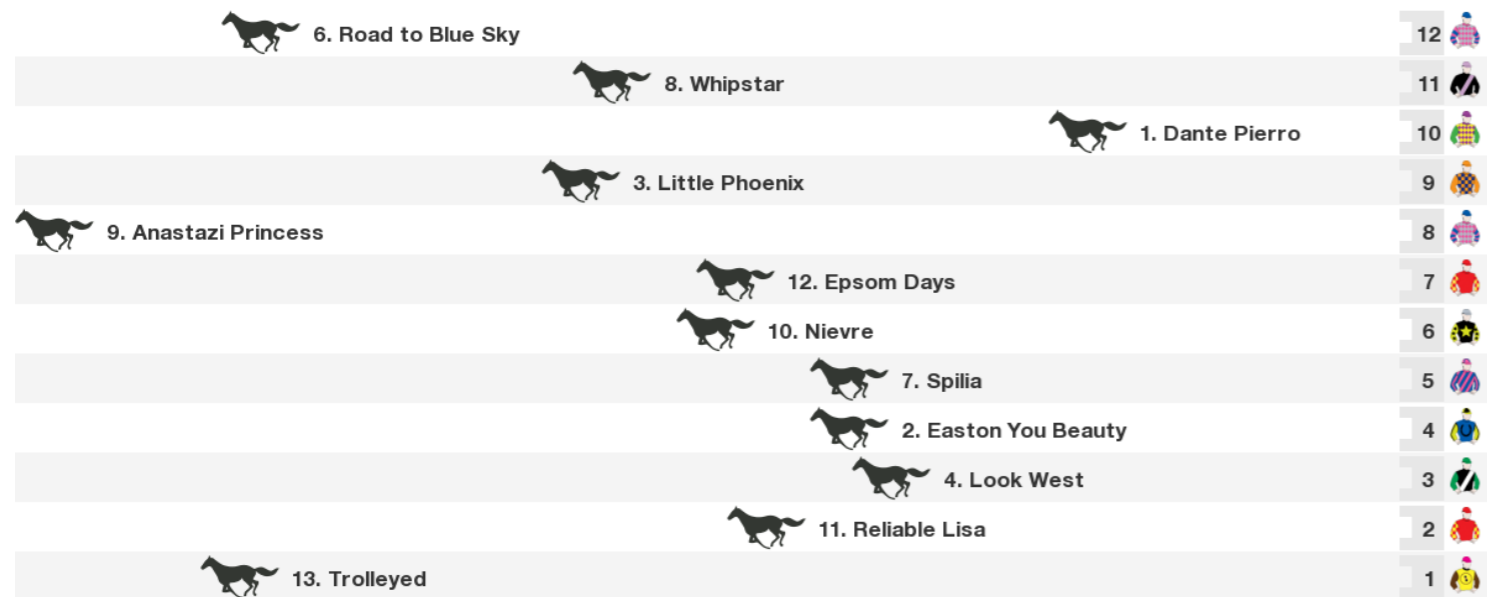 6. Road to Blue Sky 12
8. Whipstar 11
1. Dante Pierro 10
3. Little Phoenix 9
9. Anastazi Princess 8
12. Epsom Days 7
10. Nievre 6
7. Spilia 5
2. Easton You Beauty 4
4. Look West 3
11. Reliable Lisa 2
13. Trolleyed 1